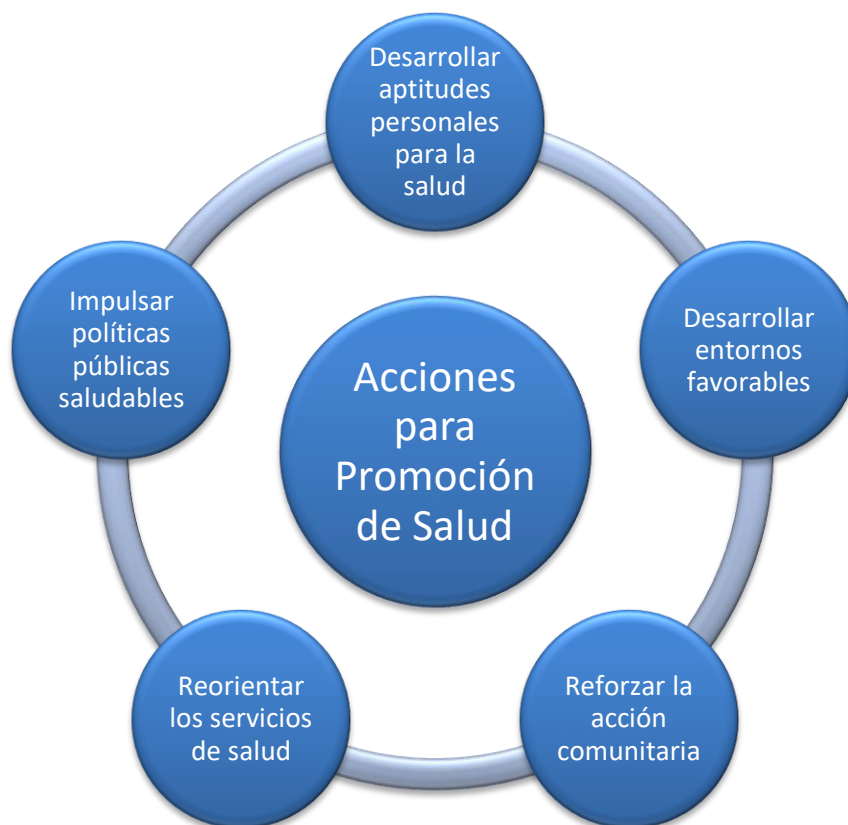 Desarrollar
aptitudes
personales
para la
salud
Impulsar
políticas
públicas
saludables
Desarrollar
entornos
favorables
Acciones
para
Promoción
de Salud
Reorientar
los servicios
de salud
Reforzar la
acción
comunitaria